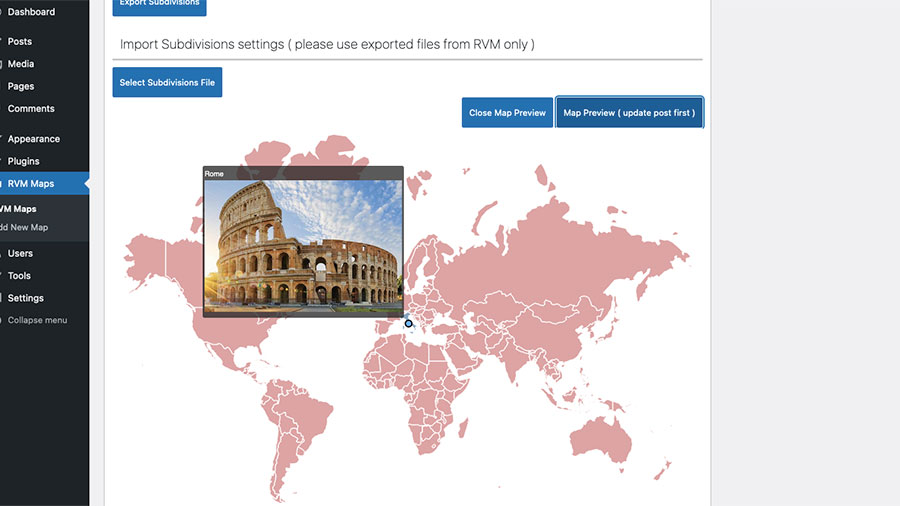 Dashboard
Posts
Media
Pages
Comments
Appearance
Plugins
RVM Maps
VM Maps
dd New Map
Users
Tools
Settings
Collapse menu
Export Subdivisions
Import Subdivisions settings ( please use exported files from RVM only )
Select Subdivisions File
Close Map Preview
Map Preview ( update post first )
Rome